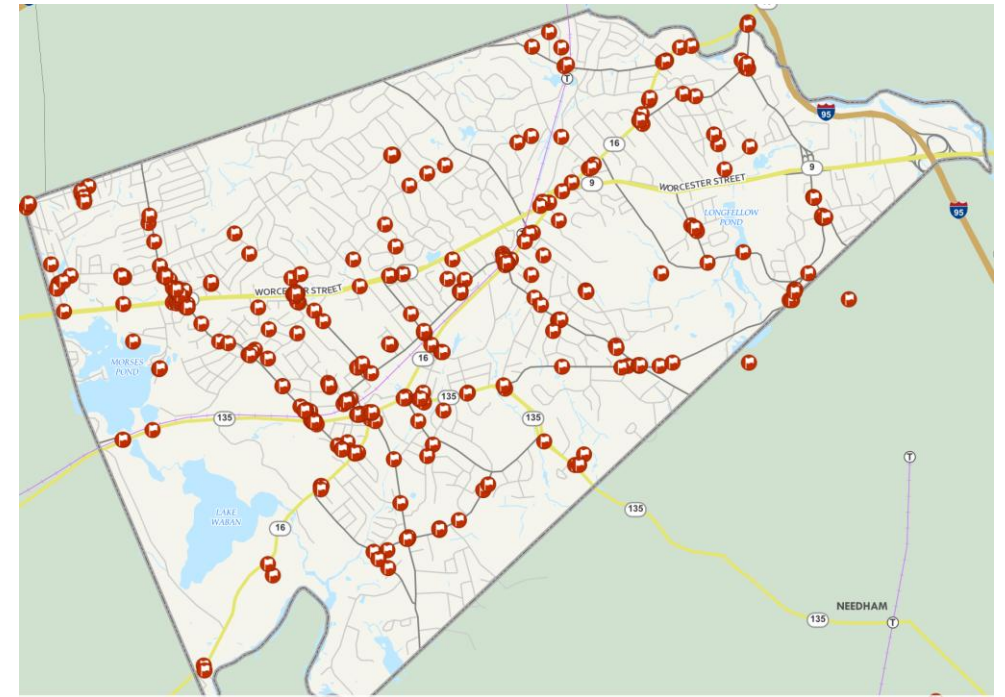 T
95
16
9
9
WORCESTER STREET
95
LONGFELLOW
POND
WORCESTER STREET
MORSES
POND
16
135
135
135
T
LAKE
WABAN
135
16
NEEDHAM
135
T